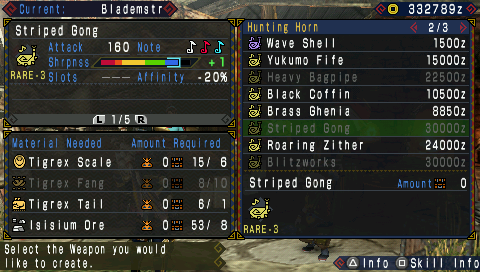 Current: Blademstr
332789z
Striped Gong
Attack 160 Note
Shrpnss +1
RARE-3 Slots --- Affinity -20%
L 1/5 R
Material Needed Amount Required
Tigrex Scale 0 15/ 6
Tigrex Fang 0 8/10
Tigrex Tail 0 6/ 1
Isisium Ore 0 53/ 8
Select the Weapon you would
like to create.
Hunting Horn 2/3
Wave Shell 1500z
Yukumo Fife 15000z
Heavy Bagpipe 22500z
Black Coffin 10500z
Brass Ghenia 8850z
Striped Gong 30000z
Roaring Zither 24000z
Blitzworks 30000z
Striped Gong Amount 0
RARE-3
Info Skill Info